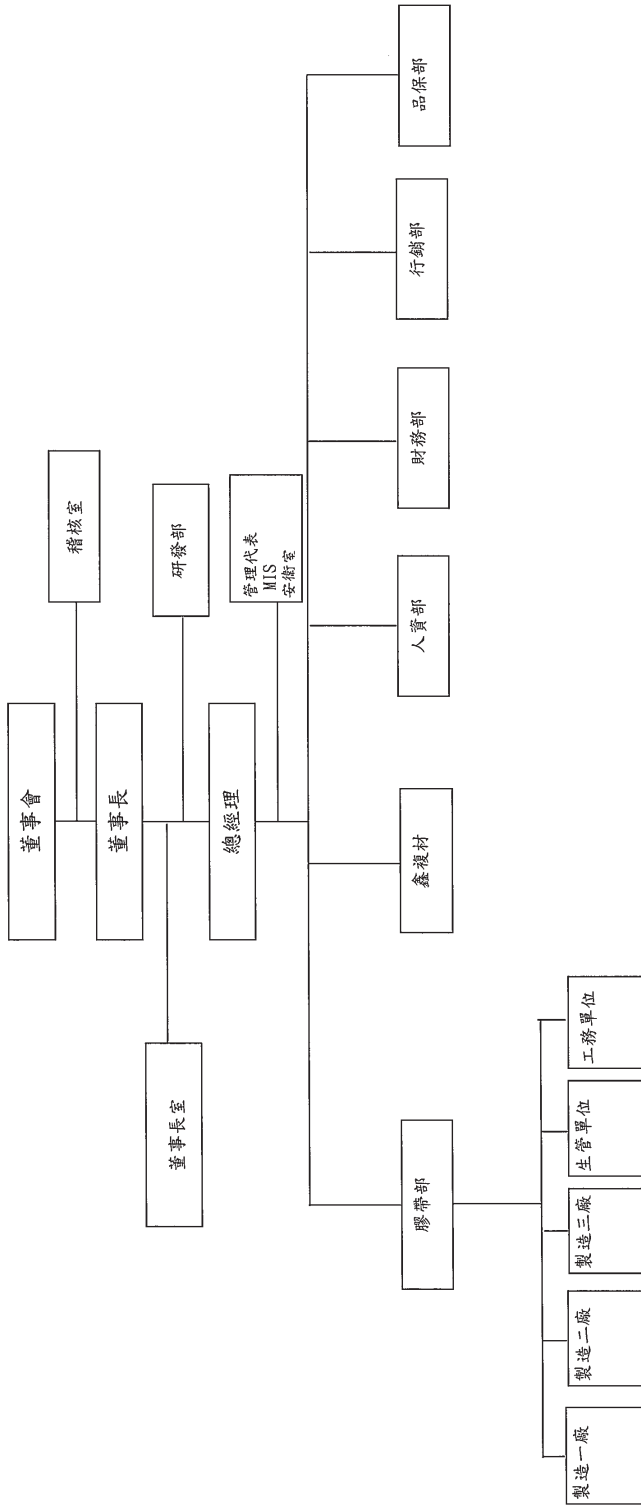 董事會
稽核室
董事長
董事長室
研發部
總經理
管理代表
MIS
安衛室
膠帶部
鑫複材
人資部
財務部
行銷部
品保部
製造一廠
製造二廠
製造三廠
生管單位
工務單位